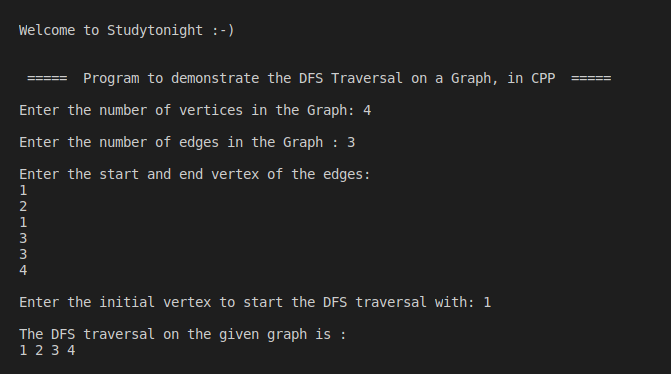 Welcome to Studytonight :-)
===== Program to demonstrate the DFS Traversal on a Graph, in CPP =====
Enter the number of vertices in the Graph: 4
Enter the number of edges in the Graph : 3
Enter the start and end vertex of the edges:
1
2
1
3
3
4
Enter the initial vertex to start the DFS traversal with: 1
The DFS traversal on the given graph is :
1 2 3 4